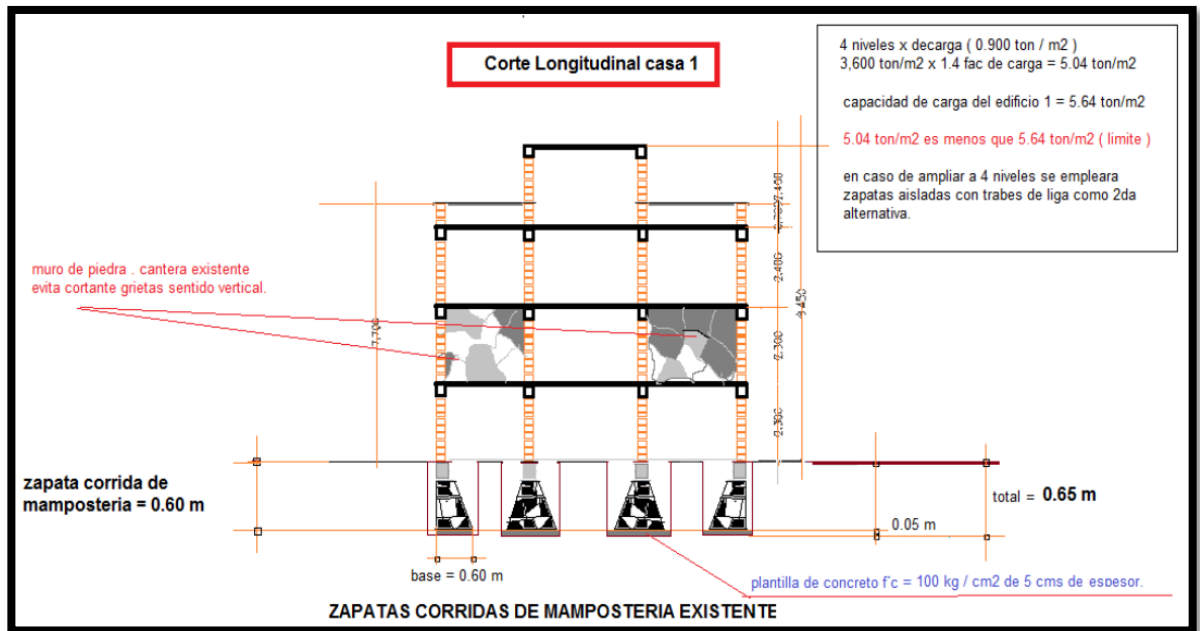 Corte Longitudinal casa 1
4 niveles x decarga ( 0.900 ton / m2 )
3,600 ton/m2 x 1.4 fac de carga = 5.04 ton/m2
capacidad de carga del edificio 1 = 5.64 ton/m2
5.04 ton/m2 es menos que 5.64 ton/m2 ( limite )
en caso de ampliar a 4 niveles se empleara
zapatas aisladas con trabes de liga como 2da
alternativa.
muro de piedra . cantera existente
evita cortante grietas sentido vertical.
7,700
2,400
2,400
2,300
2,300
9,450
zapata corrida de
mamposteria = 0.60 m
total = 0.65 m
0.05 m
base = 0.60 m
plantilla de concreto f´c = 100 kg / cm2 de 5 cms de espesor.
ZAPATAS CORRIDAS DE MAMPOSTERIA EXISTENTE